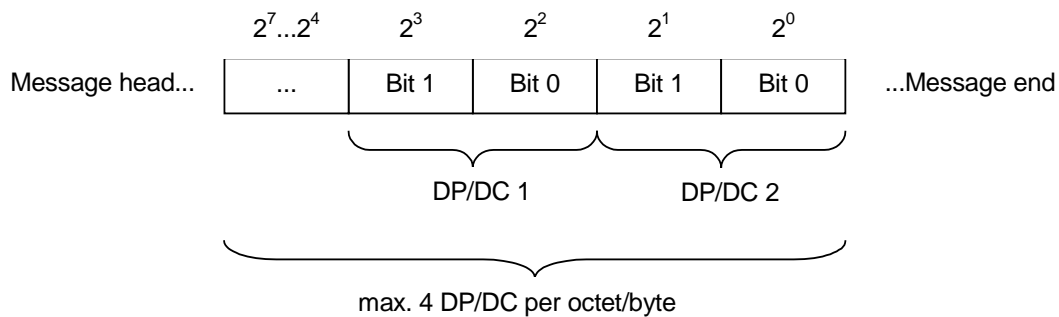 2⁷...2⁴ 2³ 2² 2¹ 2⁰
Message head... ... Bit 1 Bit 0 Bit 1 Bit 0 ...Message end
DP/DC 1 DP/DC 2
max. 4 DP/DC per octet/byte